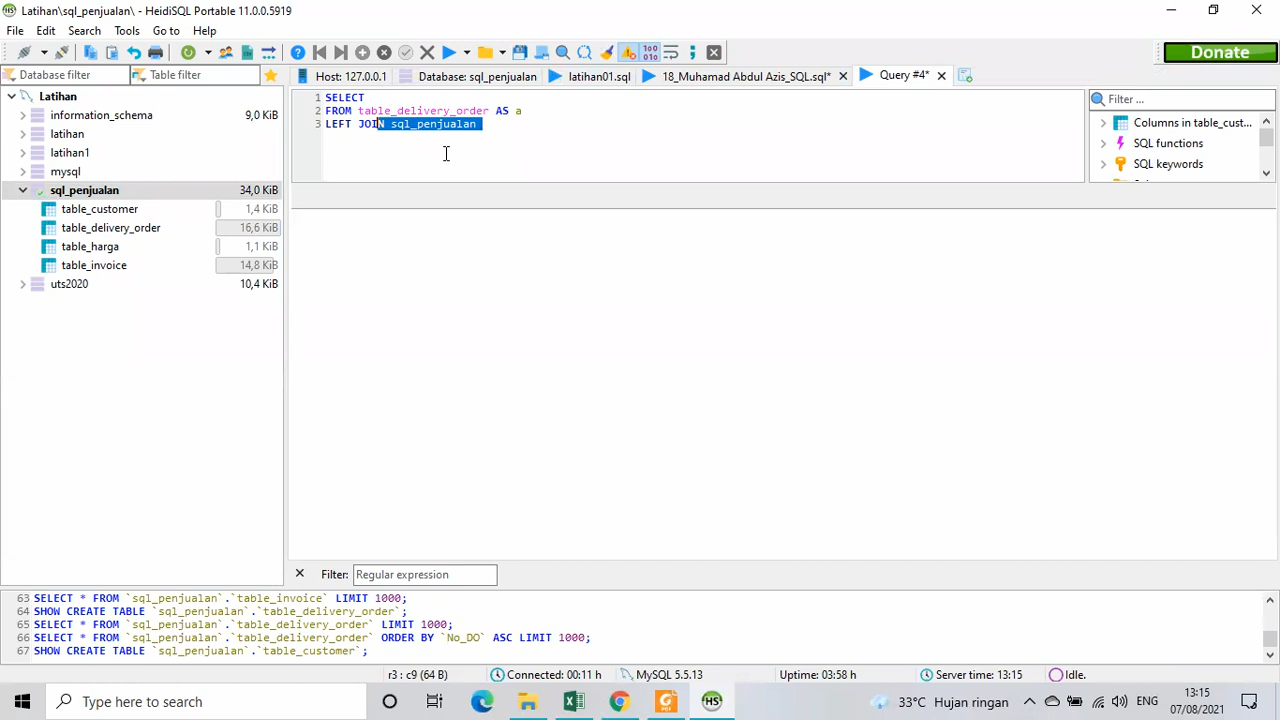 Latihan\sql_penjualan\ - HeidiSQL Portable 11.0.0.5919
File Edit Search Tools Go to Help
Donate
Database filter
Table filter
Host: 127.0.0.1
Database: sql_penjualan
latihan01.sql
18_Muhamad Abdul Azis_SQL.sql*
Query #4*
Latihan
information_schema 9,0 KiB
latihan
latihan1
mysql
sql_penjualan 34,0 KiB
table_customer 1,4 KiB
table_delivery_order 16,6 KiB
table_harga 1,1 KiB
table_invoice 14,8 KiB
uts2020 10,4 KiB
1 SELECT
2 FROM table_delivery_order AS a
3 LEFT JOIN sql_penjualan
Filter ...
Columns in table_cust...
SQL functions
SQL keywords
Filter: Regular expression
63 SELECT * FROM `sql_penjualan`.`table_invoice` LIMIT 1000;
64 SHOW CREATE TABLE `sql_penjualan`.`table_delivery_order`;
65 SELECT * FROM `sql_penjualan`.`table_delivery_order` LIMIT 1000;
66 SELECT * FROM `sql_penjualan`.`table_delivery_order` ORDER BY `No_DO` ASC LIMIT 1000;
67 SHOW CREATE TABLE `sql_penjualan`.`table_customer`;
r3 : c9 (64 B)
Connected: 00:11 h
MySQL 5.5.13
Uptime: 03:58 h
Server time: 13:15
Idle.
Type here to search
33°C Hujan ringan
ENG
13:15
07/08/2021